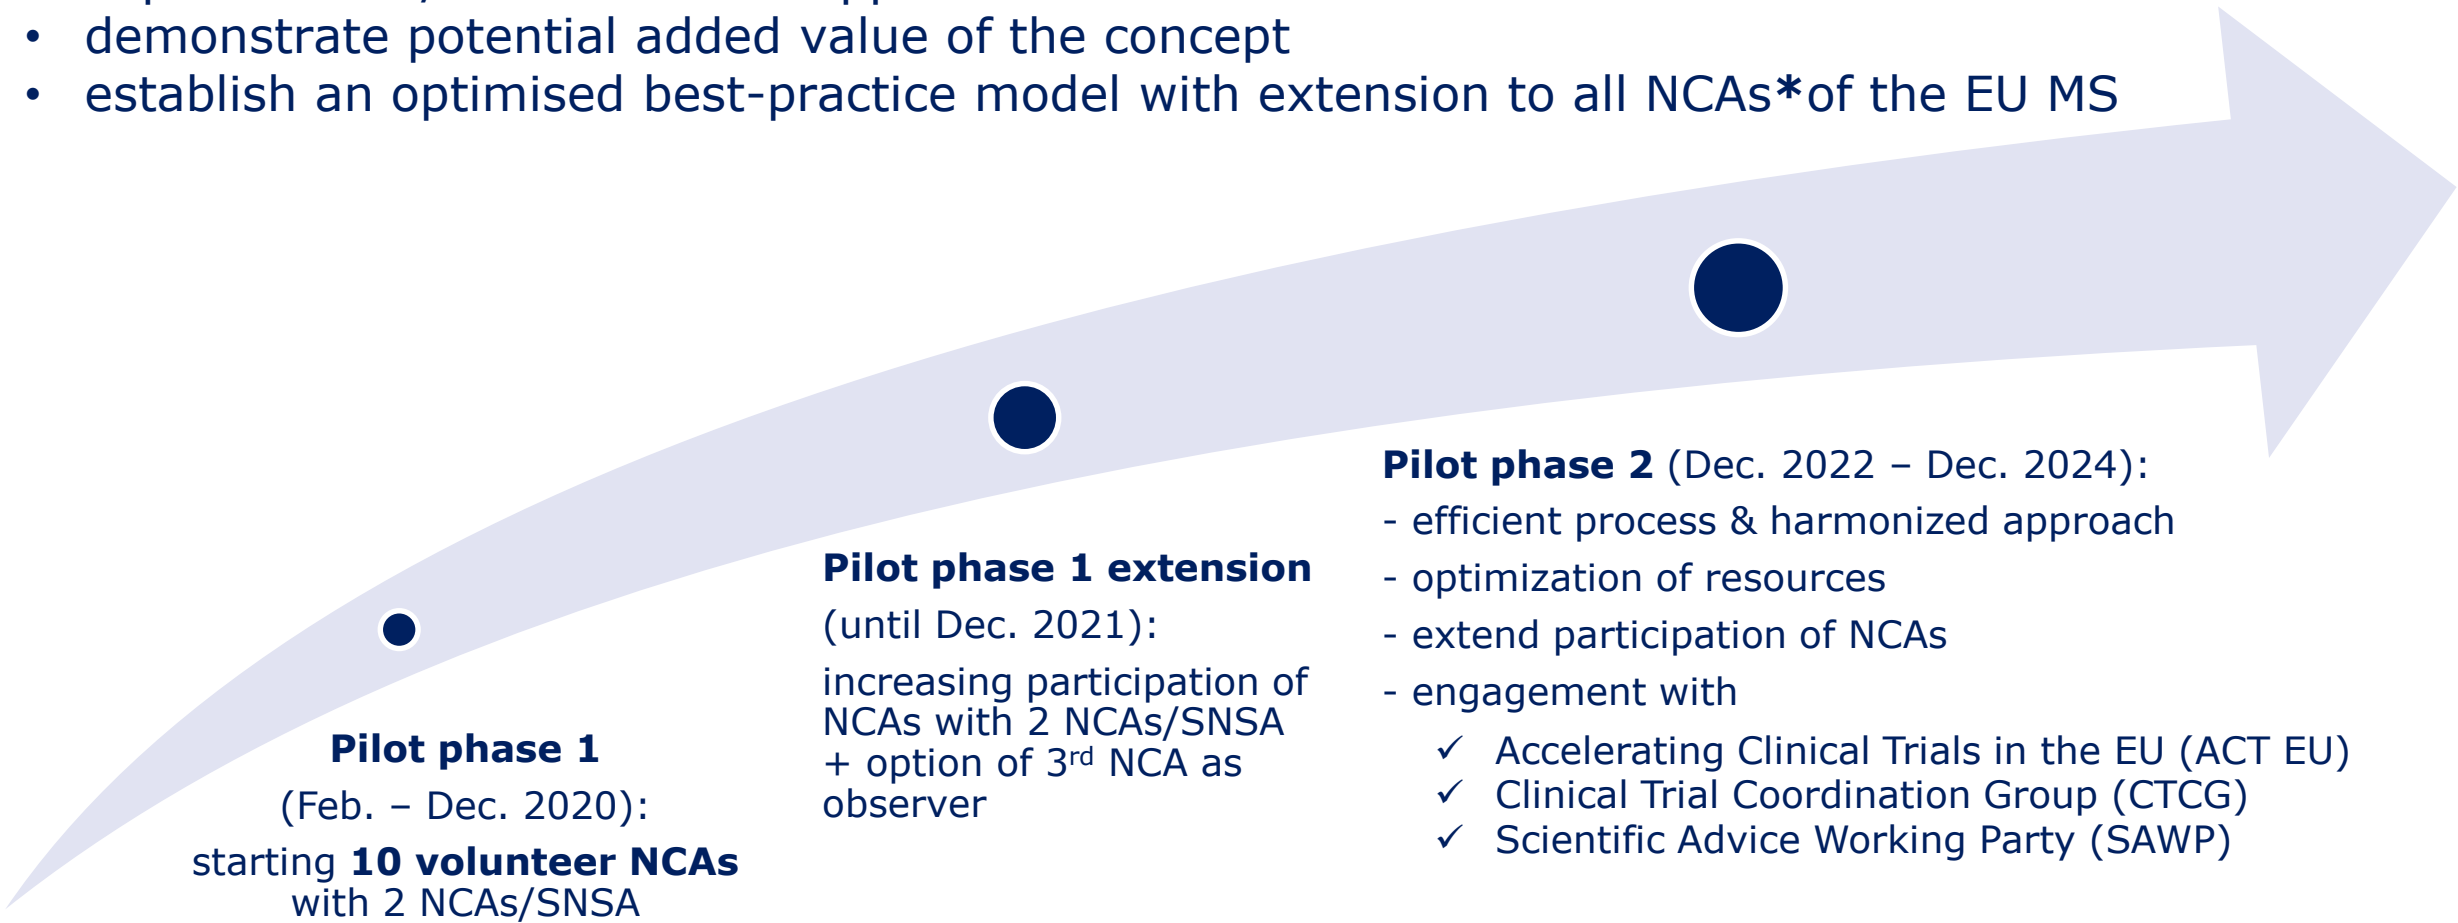 • demonstrate potential added value of the concept
• establish an optimised best-practice model with extension to all NCAs*of the EU MS
Pilot phase 1
(Feb. – Dec. 2020):
starting 10 volunteer NCAs
with 2 NCAs/SNSA
Pilot phase 1 extension
(until Dec. 2021):
increasing participation of
NCAs with 2 NCAs/SNSA
+ option of 3rd NCA as
observer
Pilot phase 2 (Dec. 2022 – Dec. 2024):
- efficient process & harmonized approach
- optimization of resources
- extend participation of NCAs
- engagement with
✓ Accelerating Clinical Trials in the EU (ACT EU)
✓ Clinical Trial Coordination Group (CTCG)
✓ Scientific Advice Working Party (SAWP)